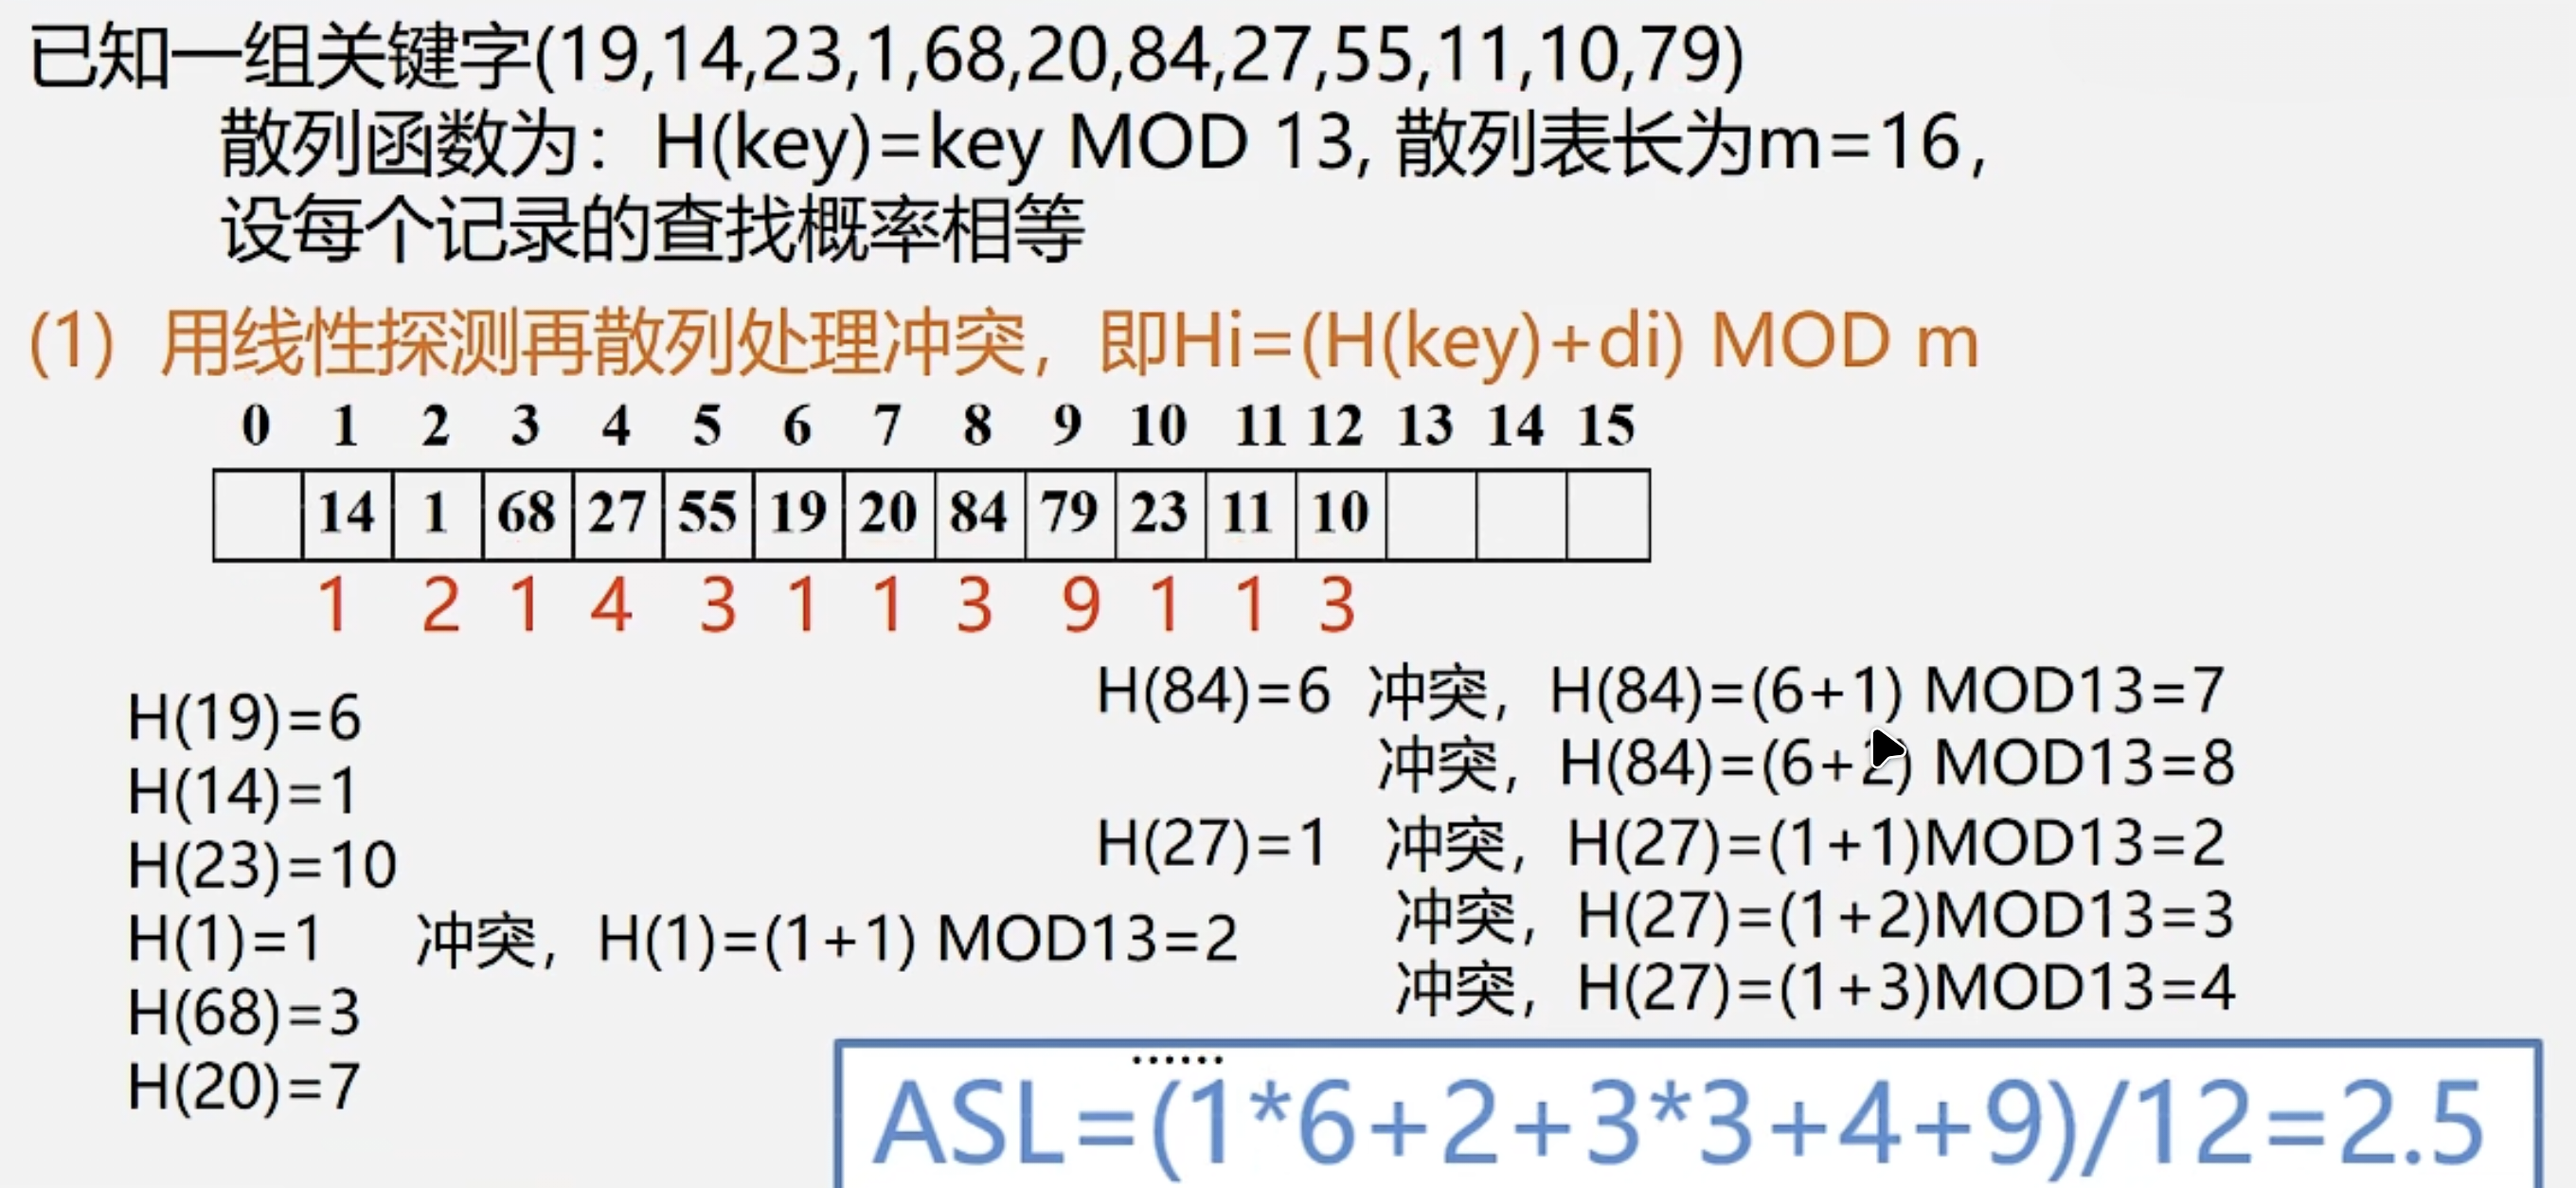 已知一组关键字(19,14,23,1,68,20,84,27,55,11,10,79)
散列函数为：H(key)=key MOD 13, 散列表长为m=16，
设每个记录的查找概率相等
(1) 用线性探测再散列处理冲突，即Hi=(H(key)+di) MOD m
0 1 2 3 4 5 6 7 8 9 10 11 12 13 14 15
14 1 68 27 55 19 20 84 79 23 11 10
1 2 1 4 3 1 1 3 9 1 1 3
H(19)=6
H(14)=1
H(23)=10
H(1)=1 冲突，H(1)=(1+1) MOD13=2
H(68)=3
H(20)=7
H(84)=6 冲突，H(84)=(6+1) MOD13=7
冲突，H(84)=(6+2) MOD13=8
H(27)=1 冲突，H(27)=(1+1)MOD13=2
冲突，H(27)=(1+2)MOD13=3
冲突，H(27)=(1+3)MOD13=4
......
ASL=(1*6+2+3*3+4+9)/12=2.5